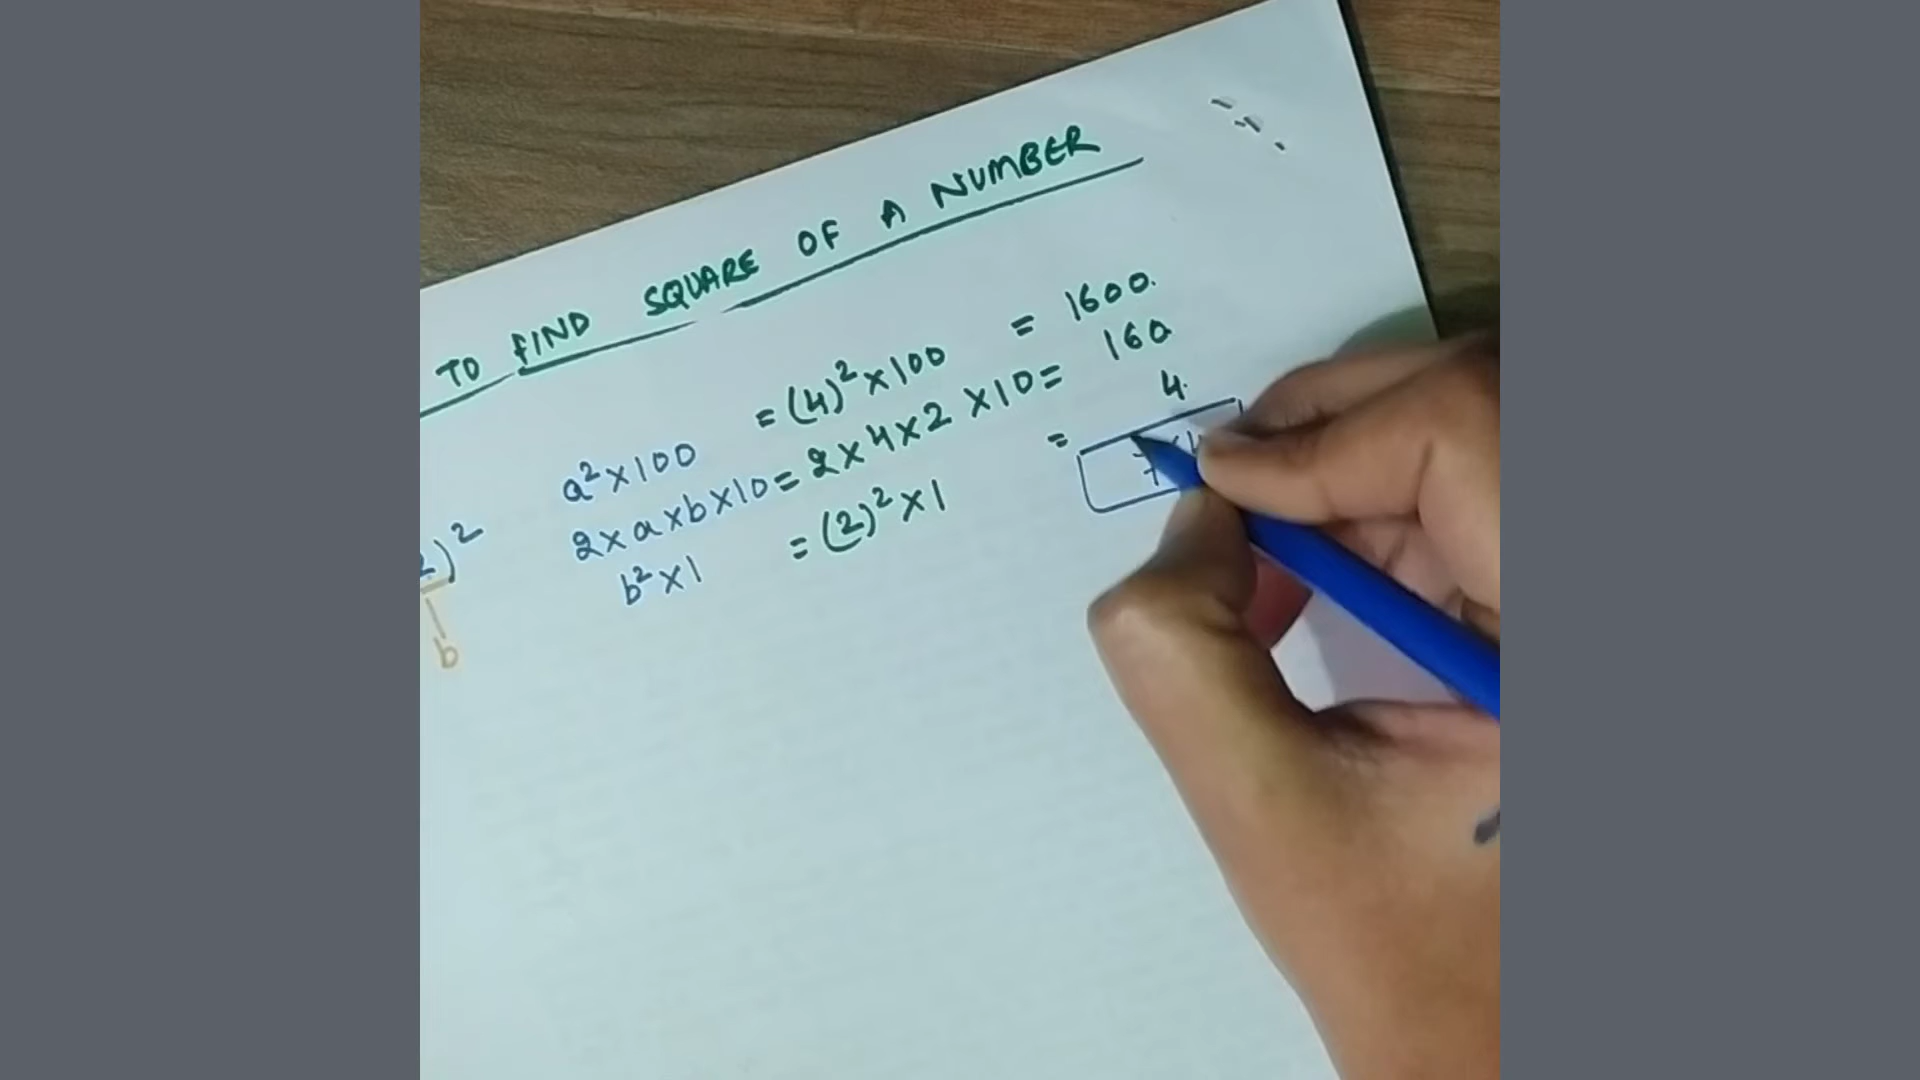 TO FIND SQUARE OF A NUMBER
a²×100 = (4)²×100 = 1600.
2×a×b×10 = 2×4×2×10 = 160
b²×1 = (2)²×1 = 4.
)²
b